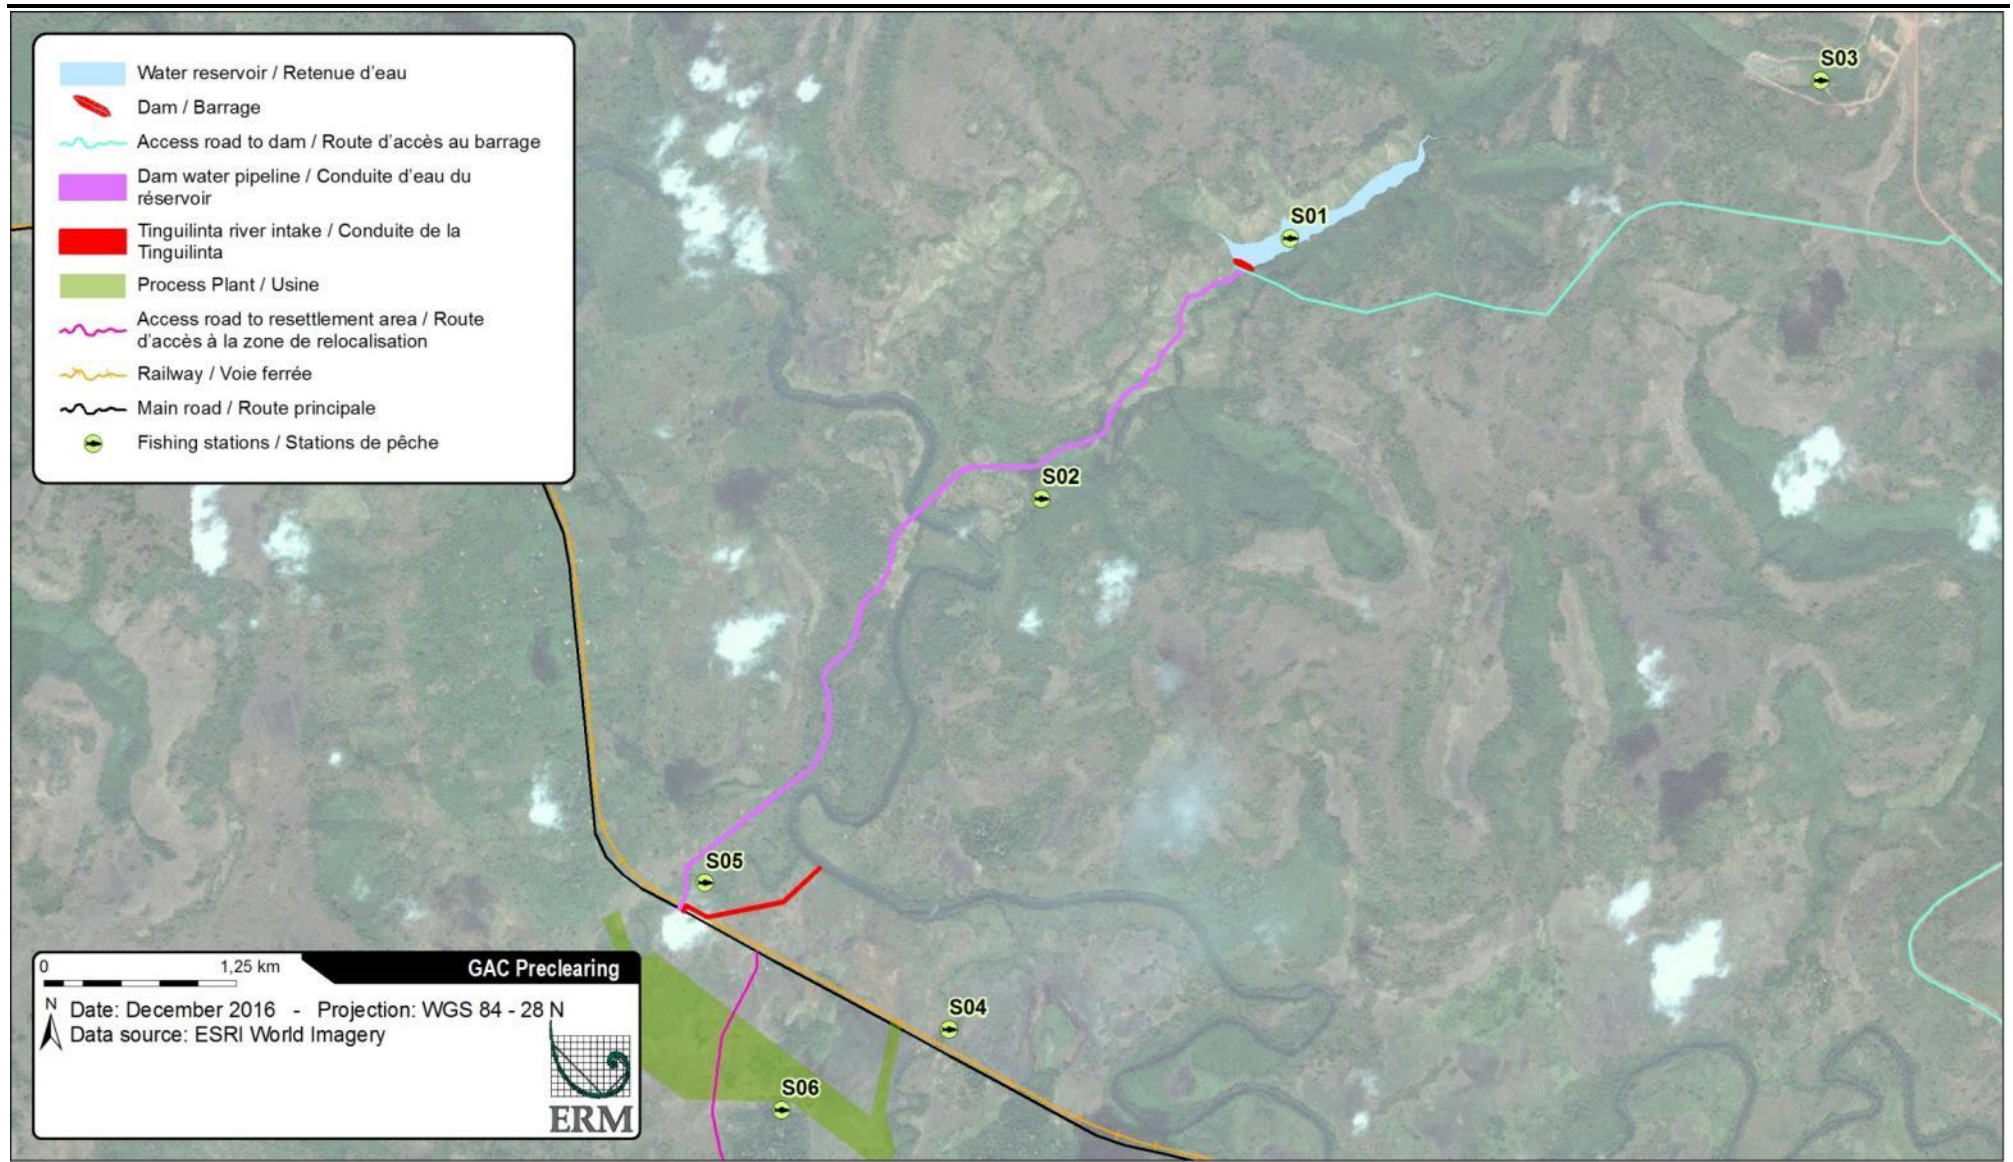 Water reservoir / Retenue d'eau
Dam / Barrage
Access road to dam / Route d'accès au barrage
Dam water pipeline / Conduite d'eau du
réservoir
Tinguilinta river intake / Conduite de la
Tinguilinta
Process Plant / Usine
Access road to resettlement area / Route
d'accès à la zone de relocalisation
Railway / Voie ferrée
Main road / Route principale
Fishing stations / Stations de pêche
S03
S01
S02
S05
S04
S06
0 1,25 km
GAC Preclearing
N
Date: December 2016 - Projection: WGS 84 - 28 N
Data source: ESRI World Imagery
ERM